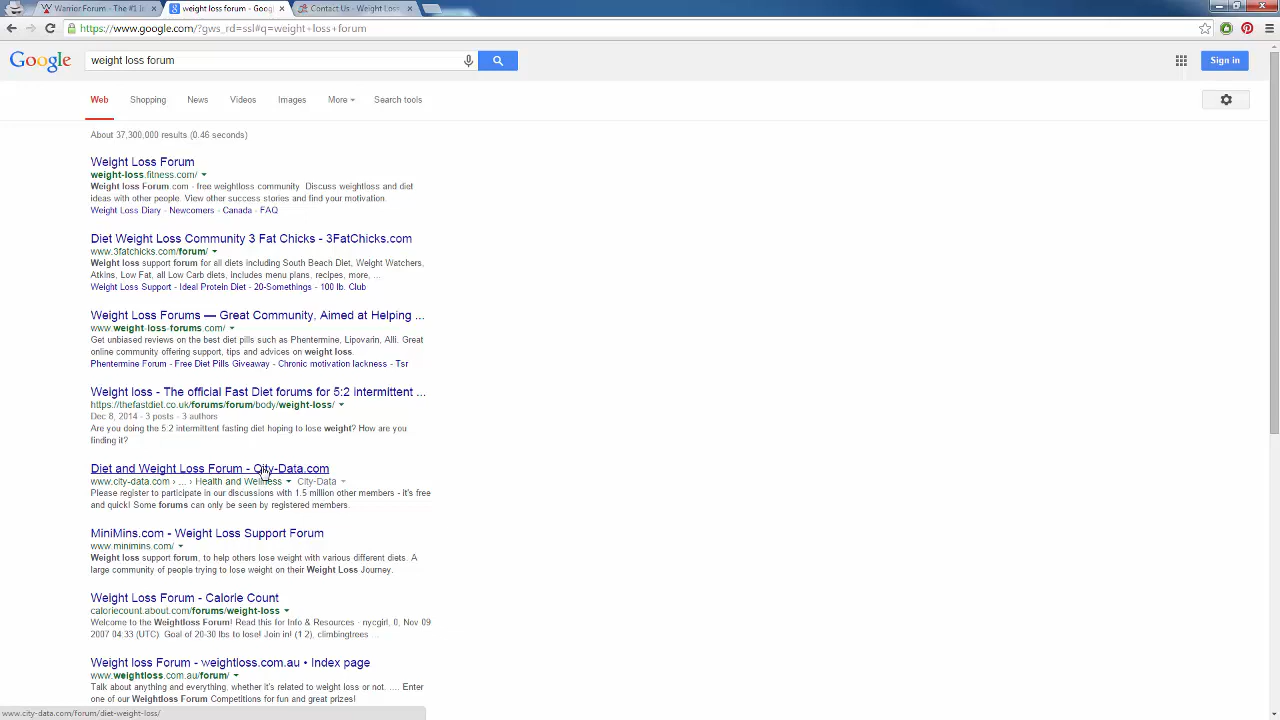 Warrior Forum - The #1 In
weight loss forum - Goog
Contact Us - Weight Loss
https://www.google.com/?gws_rd=ssl#q=weight+loss+forum
Google
weight loss forum
Sign in
Web Shopping News Videos Images More Search tools
About 37,300,000 results (0.46 seconds)
Weight Loss Forum
weight-loss.fitness.com/
Weight loss Forum.com - free weightloss community. Discuss weightloss and diet
ideas with other people. View other success stories and find your motivation.
Weight Loss Diary - Newcomers - Canada - FAQ
Diet Weight Loss Community 3 Fat Chicks - 3FatChicks.com
www.3fatchicks.com/forum/
Weight loss support forum for all diets including South Beach Diet, Weight Watchers,
Atkins, Low Fat, all Low Carb diets, Includes menu plans, recipes, more, ...
Weight Loss Support - Ideal Protein Diet - 20-Somethings - 100 lb. Club
Weight Loss Forums — Great Community, Aimed at Helping ...
www.weight-loss-forums.com/
Get unbiased reviews on the best diet pills such as Phentermine, Lipovarin, Alli. Great
online community offering support, tips and advices on weight loss.
Phentermine Forum - Free Diet Pills Giveaway - Chronic motivation lackness - Tsr
Weight loss - The official Fast Diet forums for 5:2 intermittent ...
https://thefastdiet.co.uk/forums/forum/body/weight-loss/
Dec 8, 2014 - 3 posts - 3 authors
Are you doing the 5:2 intermittent fasting diet hoping to lose weight? How are you
finding it?
Diet and Weight Loss Forum - City-Data.com
www.city-data.com › ... › Health and Wellness City-Data
Please register to participate in our discussions with 1.5 million other members - it's free
and quick! Some forums can only be seen by registered members.
MiniMins.com - Weight Loss Support Forum
www.minimins.com/
Weight loss support forum, to help others lose weight with various different diets. A
large community of people trying to lose weight on their Weight Loss Journey.
Weight Loss Forum - Calorie Count
caloriecount.about.com/forums/weight-loss
Welcome to the Weightloss Forum! Read this for Info & Resources · nycgirl, 0, Nov 09
2007 04:33 (UTC). Goal of 20-30 lbs to lose! Join in! (1 2), climbingtrees ...
Weight loss Forum - weightloss.com.au • Index page
www.weightloss.com.au/forum/
Talk about anything and everything, whether it's related to weight loss or not. .... Enter
one of our Weightloss Forum Competitions for fun and great prizes!
www.city-data.com/forum/diet-weight-loss/